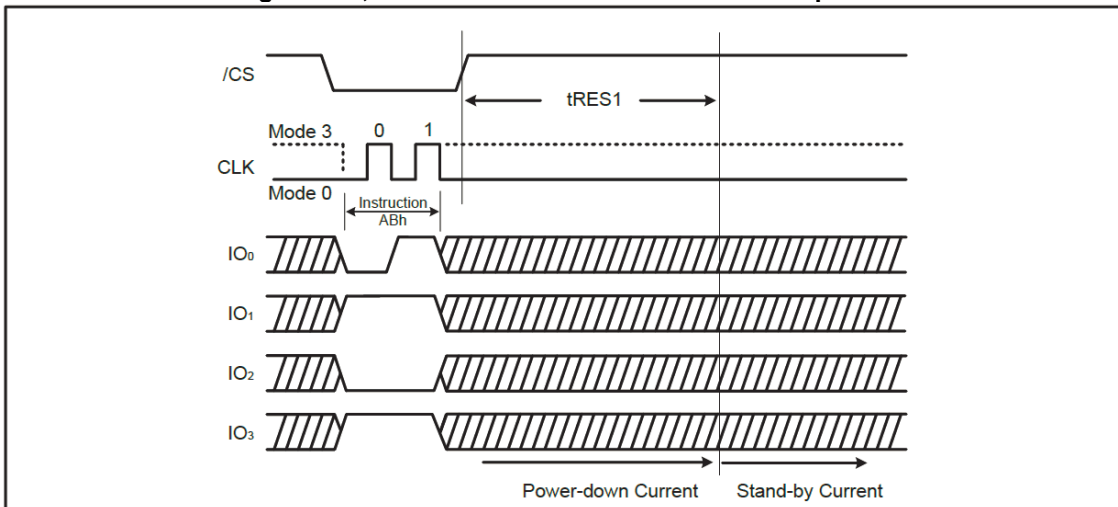 /CS
tRES1
Mode 3 0 1
CLK
Mode 0
Instruction
ABh
IO₀
IO₁
IO₂
IO₃
Power-down Current Stand-by Current